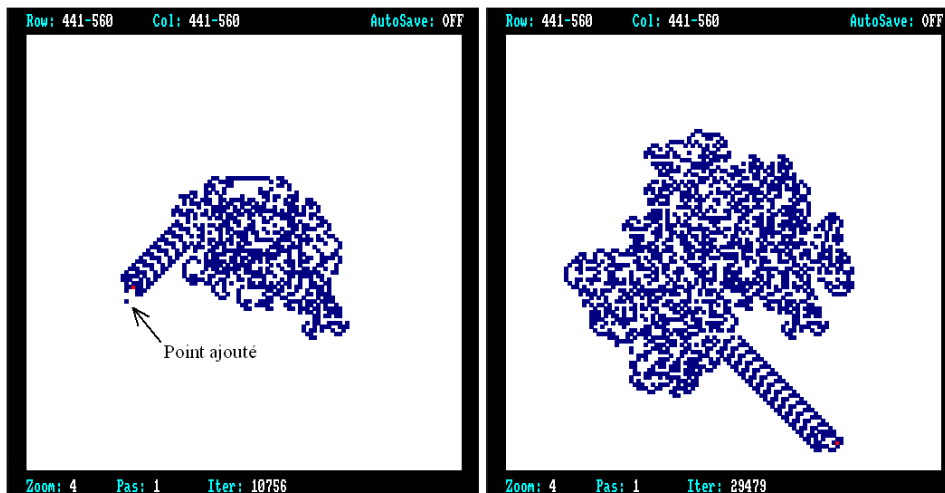 Row: 441-560 Col: 441-560 AutoSave: OFF
Point ajouté
Zoom: 4 Pas: 1 Iter: 10756
Row: 441-560 Col: 441-560 AutoSave: OFF
Zoom: 4 Pas: 1 Iter: 29479